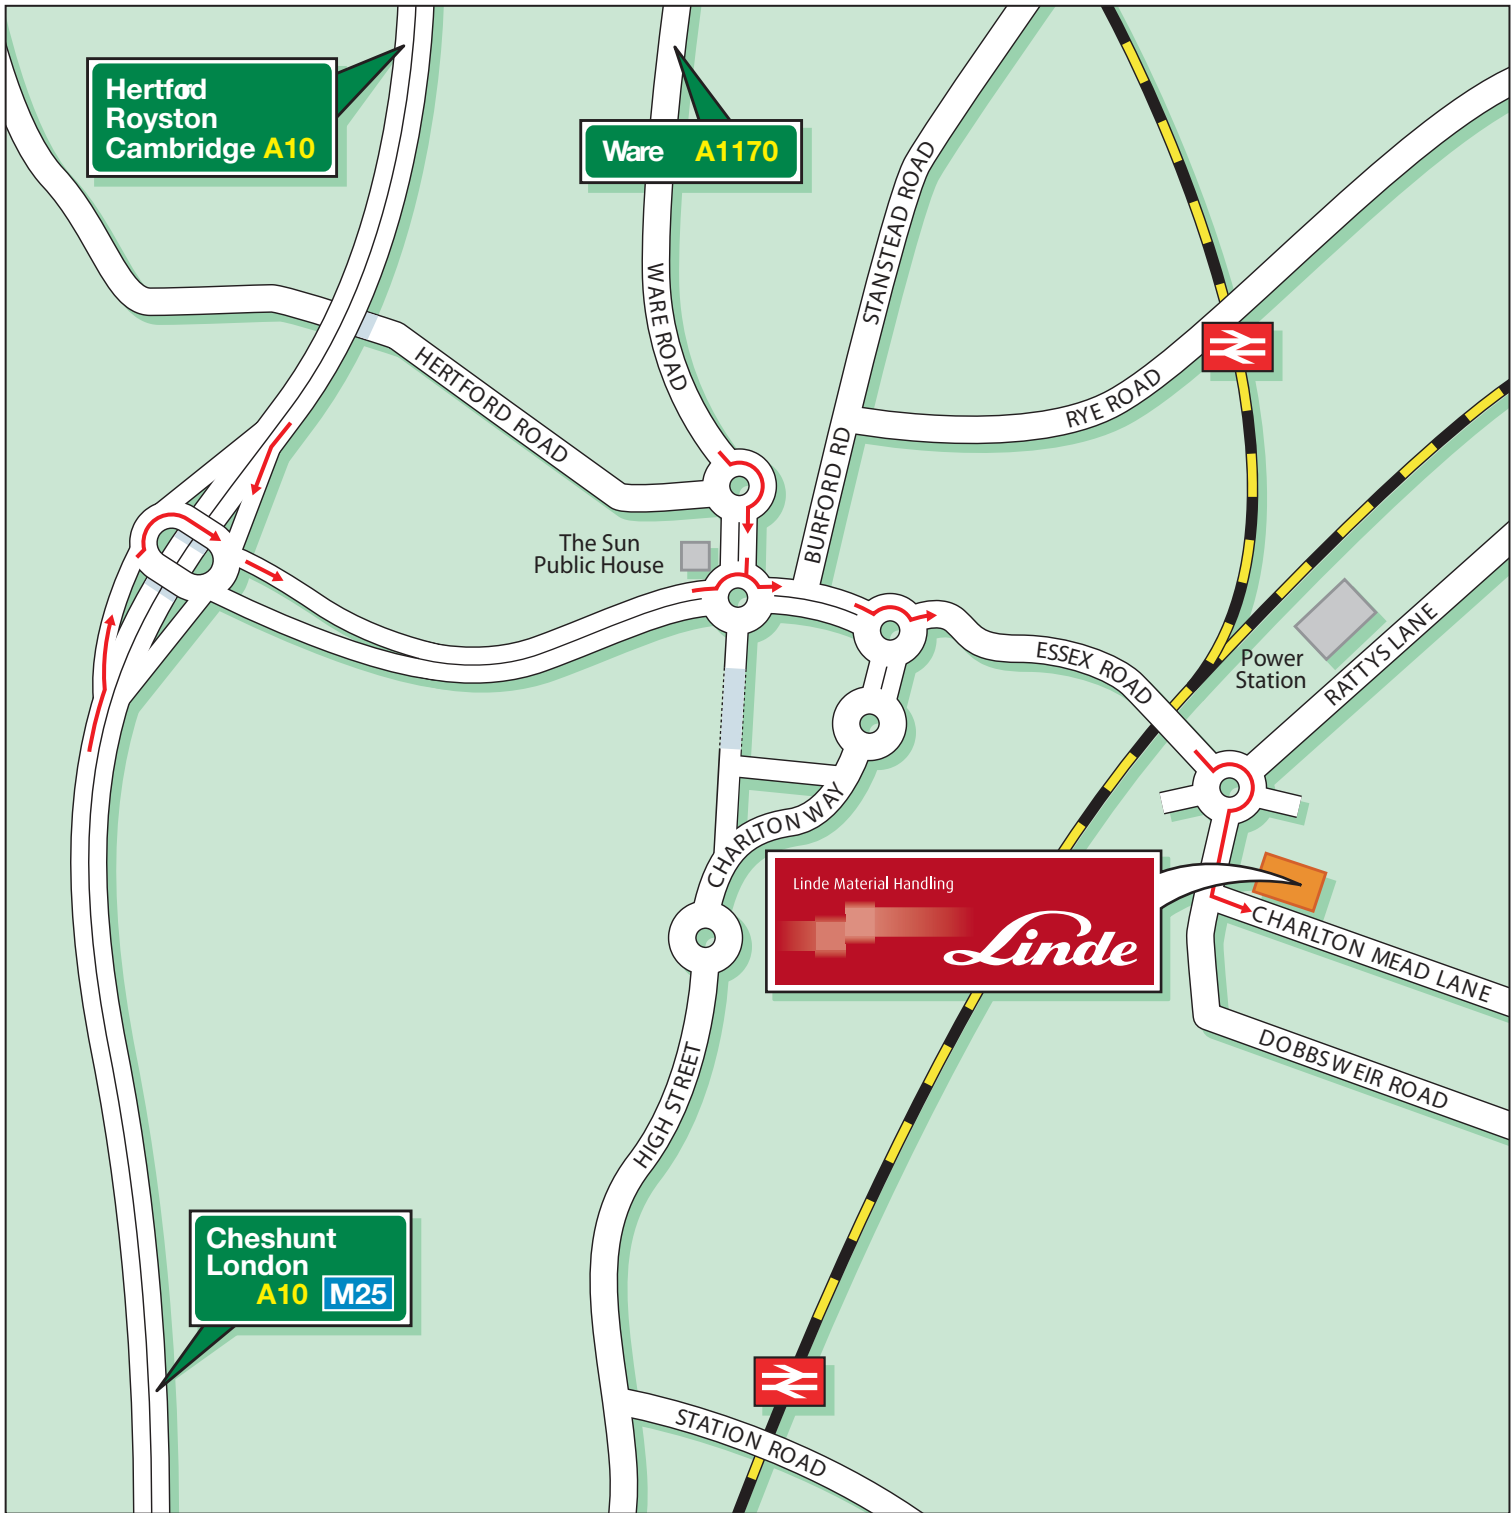 Hertford
Royston
Cambridge A10
Ware A1170
STANSTEAD ROAD
WARE ROAD
HERTFORD ROAD
RYE ROAD
BURFORD RD
The Sun
Public House
ESSEX ROAD
Power
Station
RATTYS LANE
CHARLTON WAY
Linde Material Handling
Linde
CHARLTON MEAD LANE
DOBBSWEIR ROAD
HIGH STREET
Cheshunt
London
A10 M25
STATION ROAD